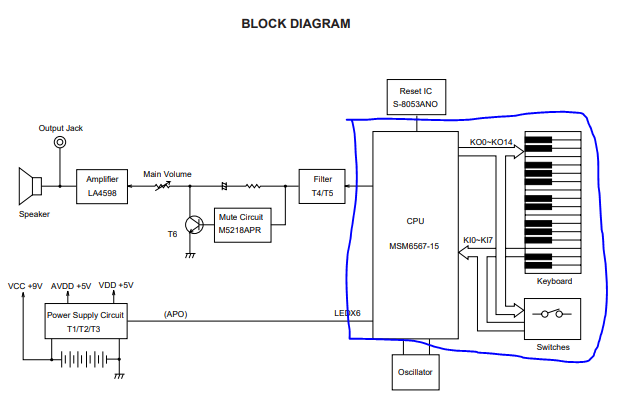 BLOCK DIAGRAM
Reset IC
S-8053ANO
Output Jack
KO0~KO14
Main Volume
Amplifier
LA4598
Filter
T4/T5
Speaker
Mute Circuit
M5218APR
T6
CPU
MSM6567-15
KI0~KI7
Keyboard
VCC +9V
AVDD +5V
VDD +5V
Power Supply Circuit
T1/T2/T3
(APO)
LEDX6
Switches
Oscillator